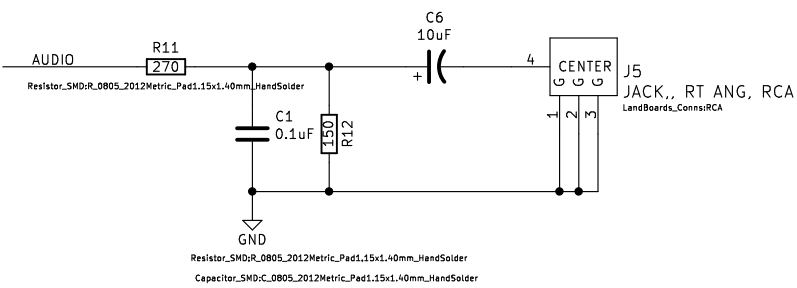 C6
10uF
R11
AUDIO
270
4
CENTER
J5
G G G
JACK,, RT ANG, RCA
LandBoards_Conns:RCA
Resistor_SMD:R_0805_2012Metric_Pad1.15x1.40mm_HandSolder
+
C1
0.1uF
150
R12
1
2
3
GND
Resistor_SMD:R_0805_2012Metric_Pad1.15x1.40mm_HandSolder
Capacitor_SMD:C_0805_2012Metric_Pad1.15x1.40mm_HandSolder